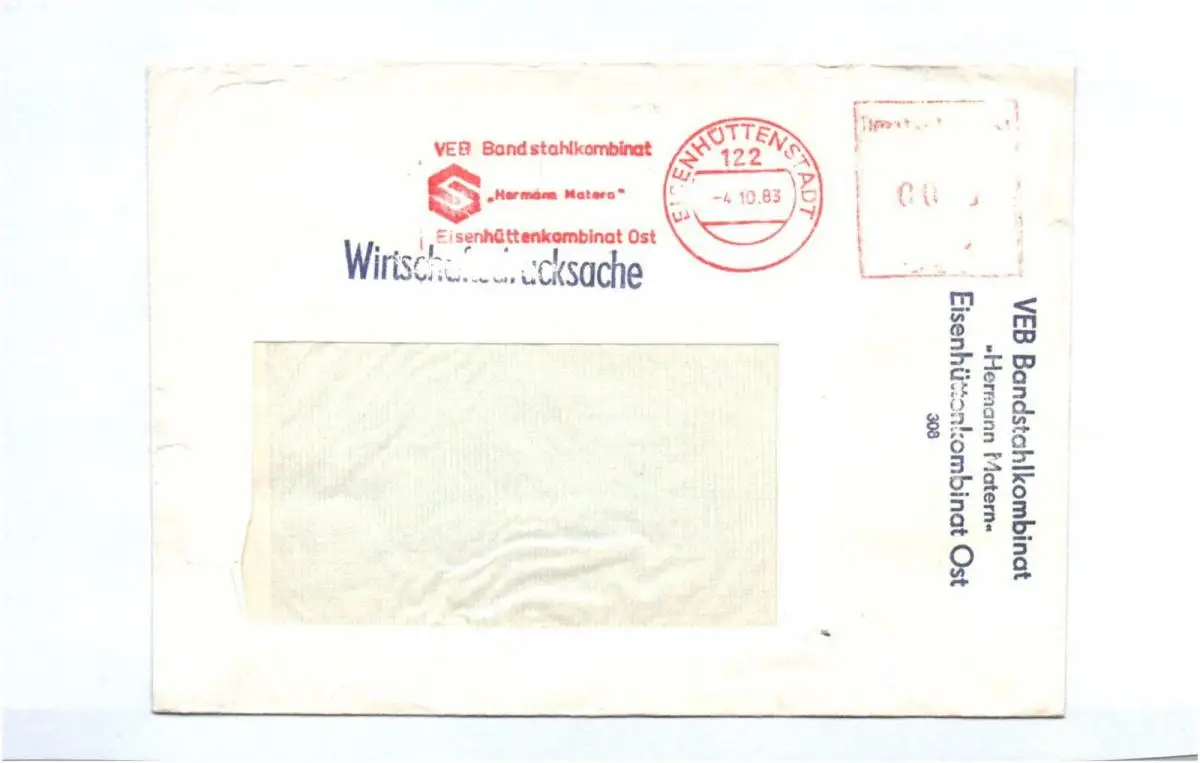 VEB Bandstahlkombinat
„Hermann Matern"
Eisenhüttenkombinat Ost
EISENHÜTTENSTADT
122
-4.10.83
Wirtschaftsdrucksache
VEB Bandstahlkombinat
„Hermann Matern“
Eisenhüttenkombinat Ost
308